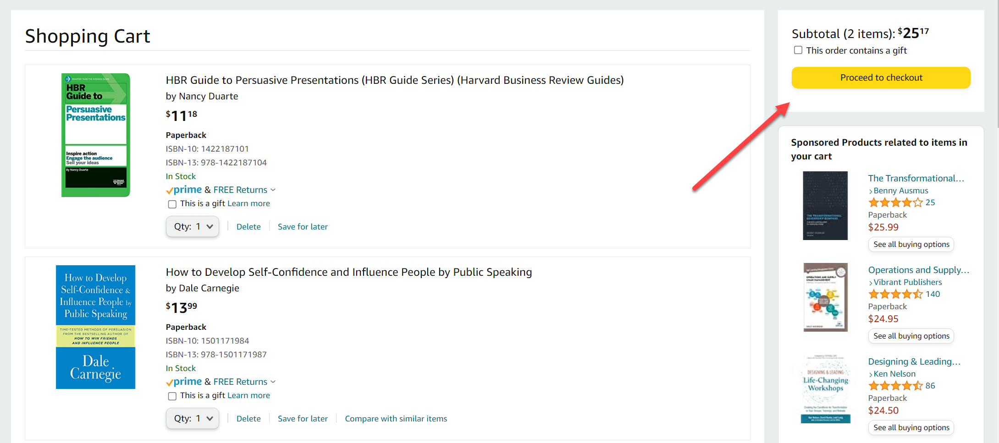 Shopping Cart
SMARTER THAN THE AVERAGE GUIDE
HBR
Guide to
Persuasive
Presentations
Inspire action
Engage the audience
Sell your ideas
By Nancy Duarte
Harvard
Business
Review
Press
HBR Guide to Persuasive Presentations (HBR Guide Series) (Harvard Business Review Guides)
by Nancy Duarte
$11 18
Paperback
ISBN-10: 1422187101
ISBN-13: 978-1422187104
In Stock
prime & FREE Returns
This is a gift Learn more
Qty: 1 Delete Save for later
How to Develop
Self-Confidence &
Influence People by
Public Speaking
TIME-TESTED METHODS OF PERSUASION
FROM THE BESTSELLING AUTHOR OF
HOW TO WIN FRIENDS
AND INFLUENCE PEOPLE
Dale
Carnegie
How to Develop Self-Confidence and Influence People by Public Speaking
by Dale Carnegie
$13 99
Paperback
ISBN-10: 1501171984
ISBN-13: 978-1501171987
In Stock
prime & FREE Returns
This is a gift Learn more
Qty: 1 Delete Save for later Compare with similar items
Subtotal (2 items): $25 17
This order contains a gift
Proceed to checkout
Sponsored Products related to items in
your cart
THE TRANSFORMATIONAL
LEADERSHIP COMPASS
The Transformational...
Benny Ausmus
25
Paperback
$25.99
See all buying options
OPERATIONS AND SUPPLY
CHAIN MANAGEMENT
Operations and Supply...
Vibrant Publishers
140
Paperback
$24.95
See all buying options
DESIGNING & LEADING
Life-Changing
Workshops
Designing & Leading...
Ken Nelson
86
Paperback
$24.50
See all buying options